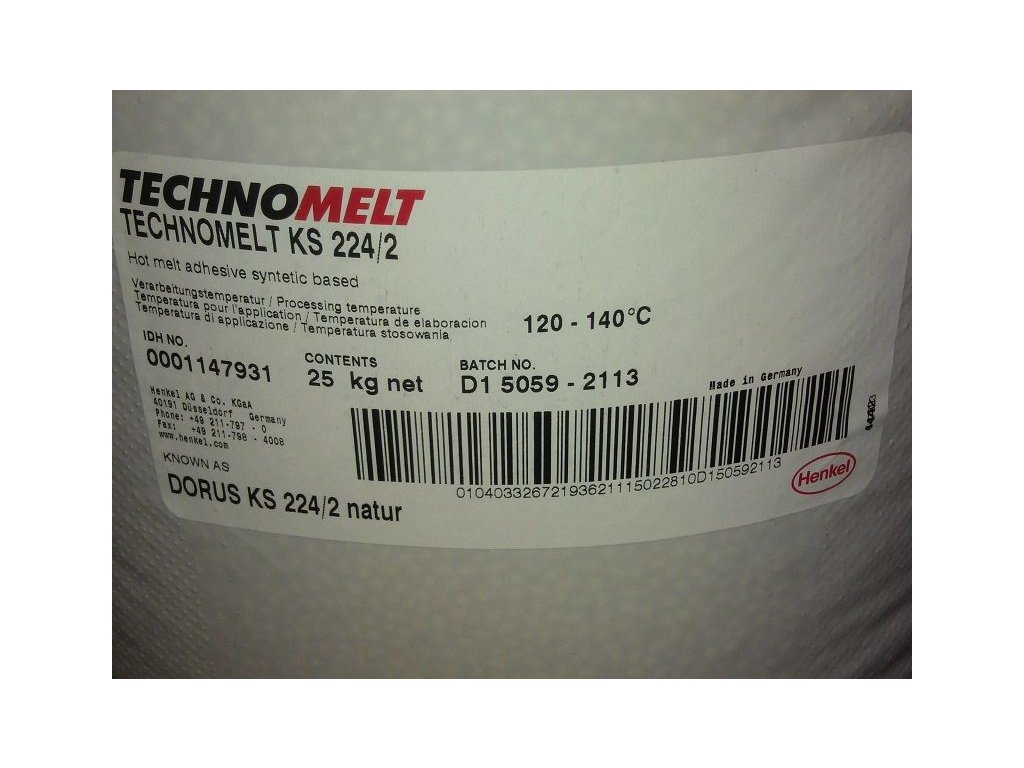 TECHNOMELT
TECHNOMELT KS 224/2
Hot melt adhesive syntetic based
Verarbeitungstemperatur / Processing temperature
Temperatura pour l'application / Temperatura de elaboracion
Temperatura di applicazione / Temperatura stosowania
120 - 140°C
IDH NO.
0001147931
CONTENTS
25 kg net
BATCH NO.
D1 5059 - 2113
Made in Germany
Henkel AG & Co. KGaA
40191 Düsseldorf Germany
Phone: +49 211-797 - 0
Fax: +49 211-798 - 4008
www.henkel.com
KNOWN AS
DORUS KS 224/2 natur
01040332672193621115022810D150592113
Henkel